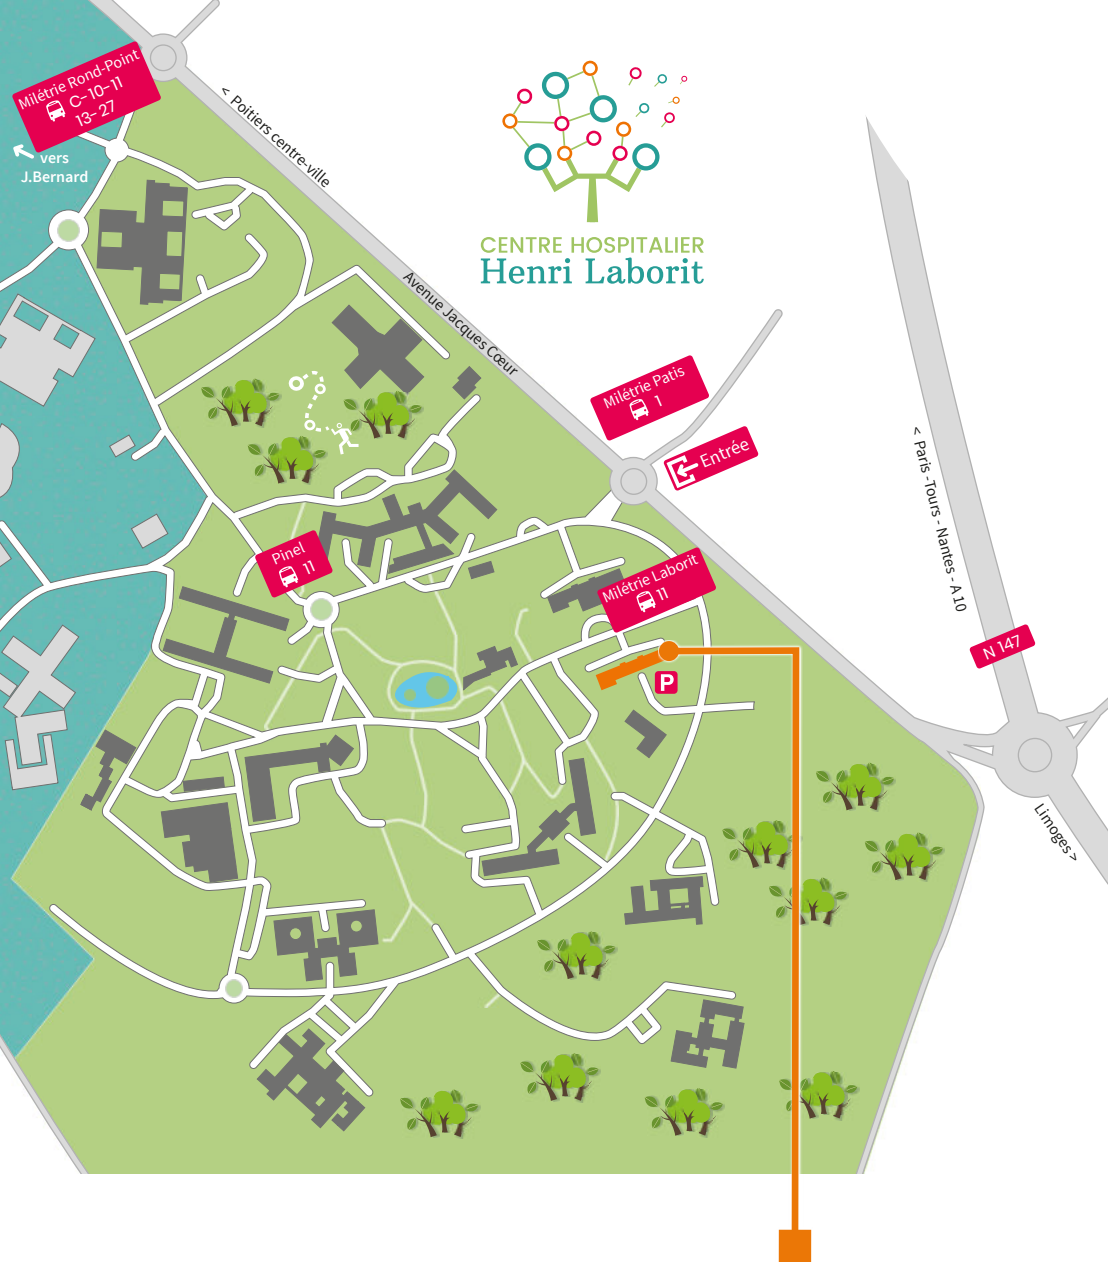 Milétrie Rond-Point
C-10-11
13-27
vers
J.Bernard
< Poitiers centre-ville
CENTRE HOSPITALIER
Henri Laborit
Avenue Jacques Cœur
Milétrie Patis
1
Entrée
< Paris -Tours - Nantes - A10
Pinel
11
Milétrie Laborit
11
N 147
P
Limoges >